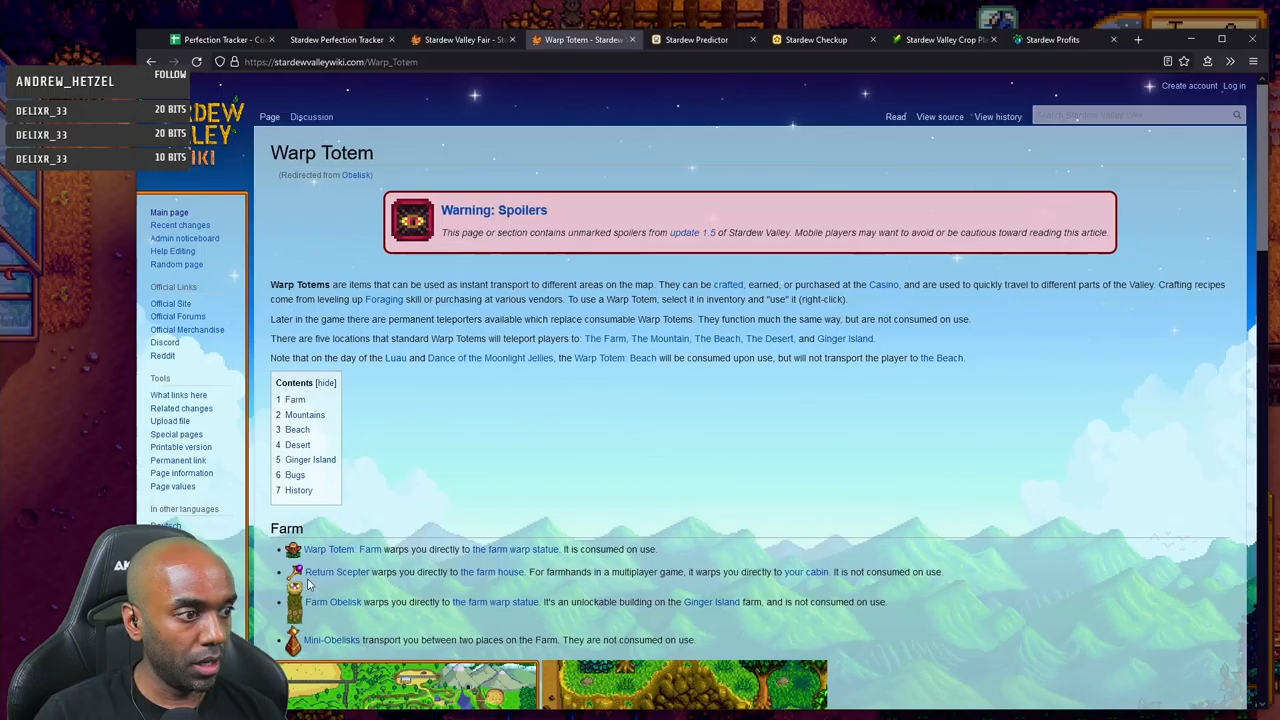 Perfection Tracker - Co
Stardew Perfection Tracker
Stardew Valley Fair - St
Warp Totem - Stardew
Stardew Predictor
Stardew Checkup
Stardew Valley Crop Pl
Stardew Profits
https://stardewvalleywiki.com/Warp_Totem
ANDREW_HETZEL FOLLOW
DELIXR_33 20 BITS
DELIXR_33 20 BITS
DELIXR_33 10 BITS
Create account Log in
Page Discussion
Read View source View history
Search Stardew Valley Wiki
Warp Totem
(Redirected from Obelisk)
Warning: Spoilers
This page or section contains unmarked spoilers from update 1.5 of Stardew Valley. Mobile players may want to avoid or be cautious toward reading this article.
Main page
Recent changes
Admin noticeboard
Help Editing
Random page
Official Links
Official Site
Official Forums
Official Merchandise
Discord
Reddit
Tools
What links here
Related changes
Upload file
Special pages
Printable version
Permanent link
Page information
Page values
In other languages
Deutsch
Warp Totems are items that can be used as instant transport to different areas on the map. They can be crafted, earned, or purchased at the Casino, and are used to quickly travel to different parts of the Valley. Crafting recipes
come from leveling up Foraging skill or purchasing at various vendors. To use a Warp Totem, select it in inventory and "use" it (right-click).
Later in the game there are permanent teleporters available which replace consumable Warp Totems. They function much the same way, but are not consumed on use.
There are five locations that standard Warp Totems will teleport players to: The Farm, The Mountain, The Beach, The Desert, and Ginger Island.
Note that on the day of the Luau and Dance of the Moonlight Jellies, the Warp Totem: Beach will be consumed upon use, but will not transport the player to the Beach.
Contents [hide]
1 Farm
2 Mountains
3 Beach
4 Desert
5 Ginger Island
6 Bugs
7 History
Farm
Warp Totem: Farm warps you directly to the farm warp statue. It is consumed on use.
Return Scepter warps you directly to the farm house. For farmhands in a multiplayer game, it warps you directly to your cabin. It is not consumed on use.
Farm Obelisk warps you directly to the farm warp statue. It's an unlockable building on the Ginger Island farm, and is not consumed on use.
Mini-Obelisks transport you between two places on the Farm. They are not consumed on use.